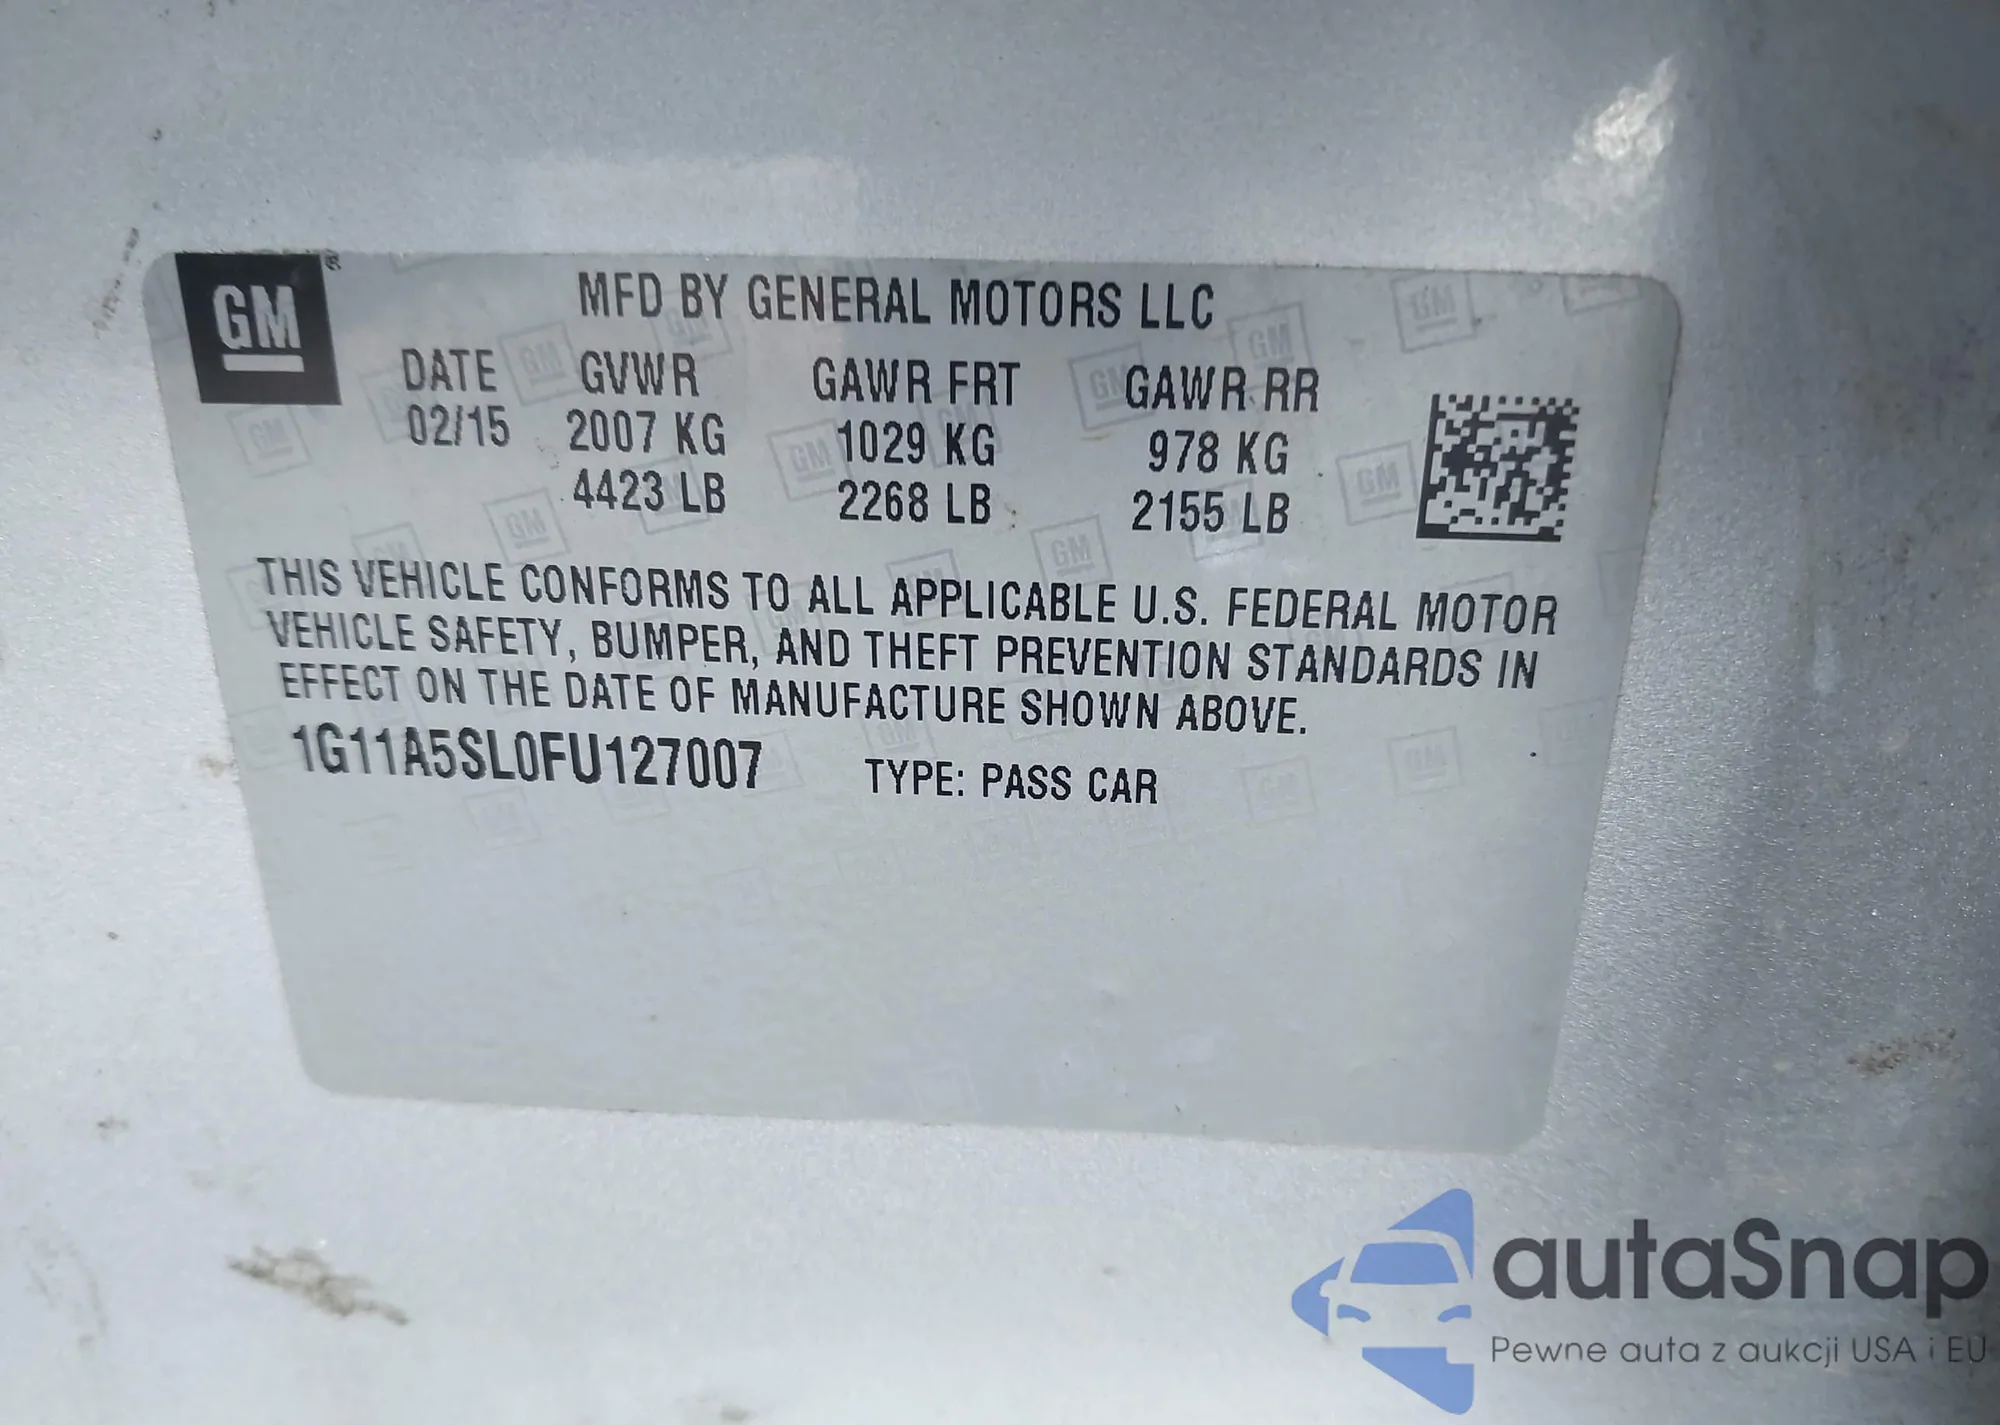 GM ®
MFD BY GENERAL MOTORS LLC
DATE GVWR GAWR FRT GAWR RR
02/15 2007 KG 1029 KG 978 KG
4423 LB 2268 LB 2155 LB
THIS VEHICLE CONFORMS TO ALL APPLICABLE U.S. FEDERAL MOTOR
VEHICLE SAFETY, BUMPER, AND THEFT PREVENTION STANDARDS IN
EFFECT ON THE DATE OF MANUFACTURE SHOWN ABOVE.
1G11A5SL0FU127007 TYPE: PASS CAR
autaSnap
Pewne auta z aukcji USA i EU